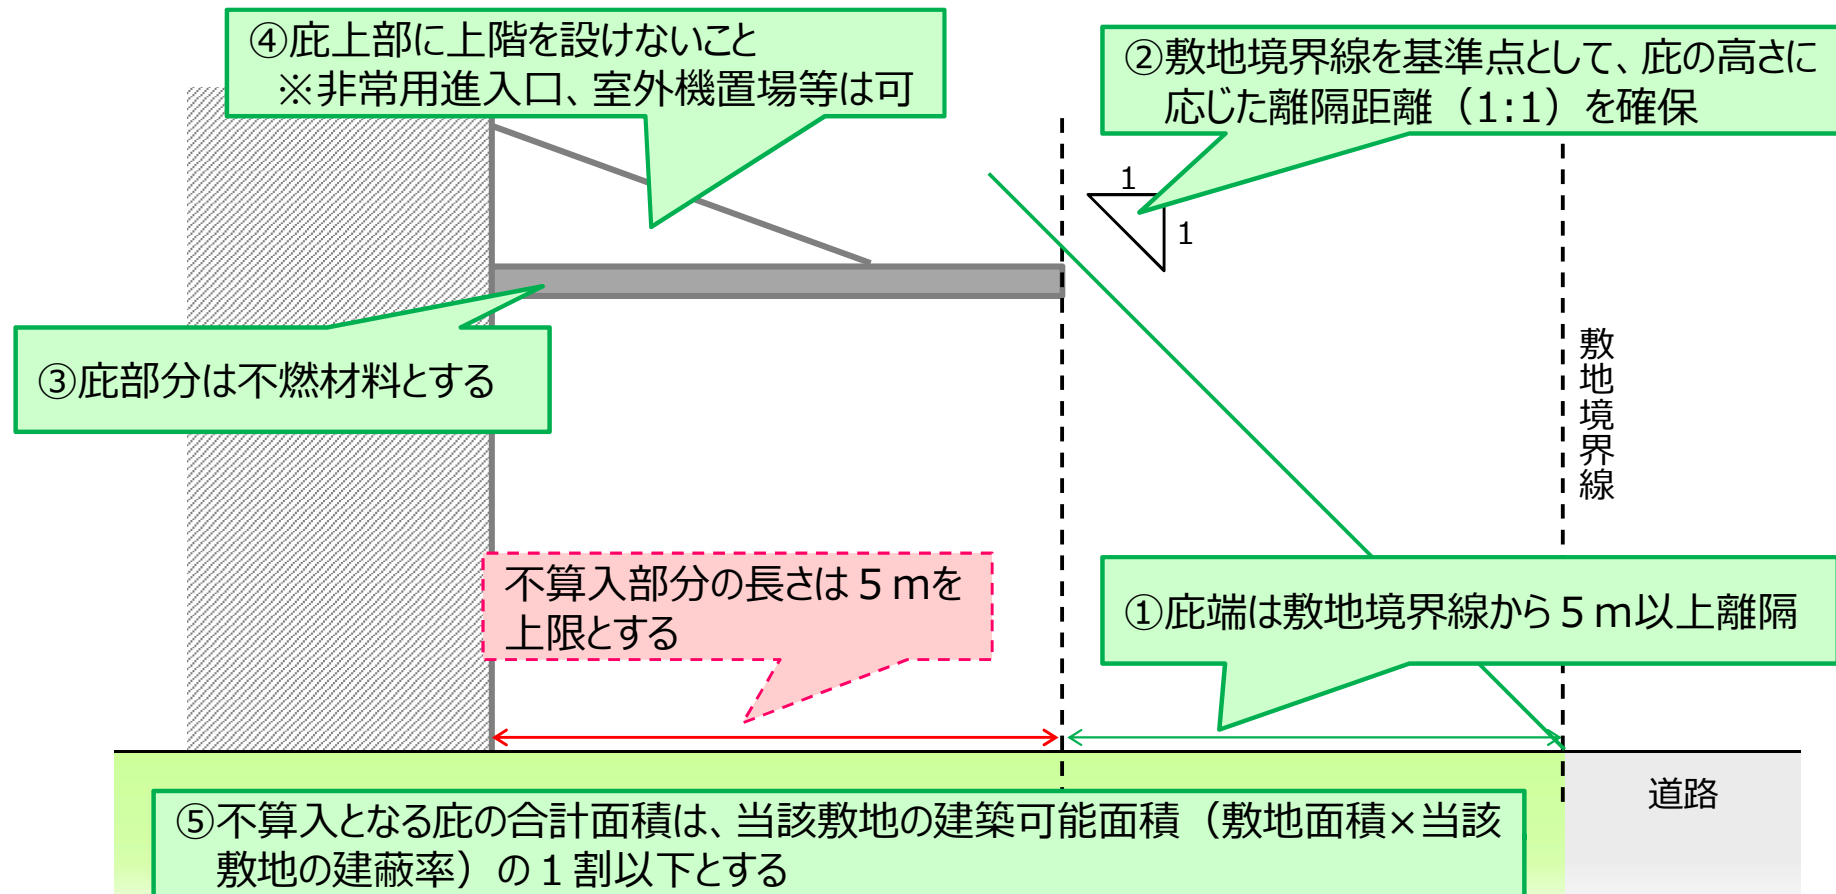 ④庇上部に上階を設けないこと
※非常用進入口、室外機置場等は可
②敷地境界線を基準点として、庇の高さに
応じた離隔距離（1:1）を確保
1
1
③庇部分は不燃材料とする
敷地境界線
不算入部分の長さは５ｍを
上限とする
①庇端は敷地境界線から５ｍ以上離隔
道路
⑤不算入となる庇の合計面積は、当該敷地の建築可能面積（敷地面積×当該
敷地の建蔽率）の１割以下とする